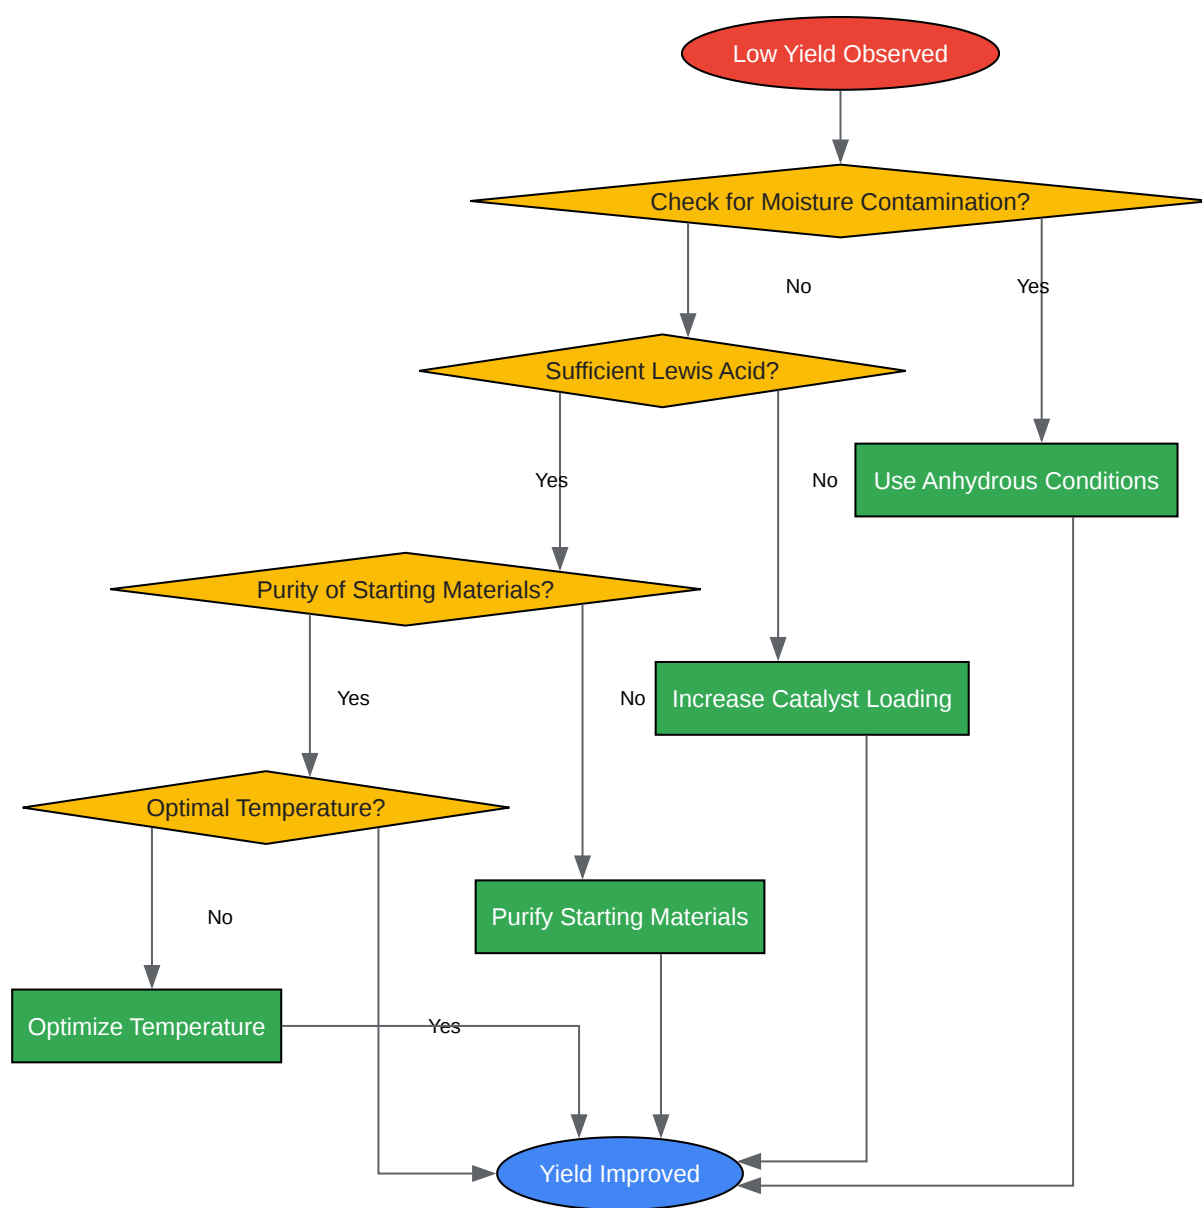 Low Yield Observed
Check for Moisture Contamination?
No
Yes
Sufficient Lewis Acid?
Yes
No
Use Anhydrous Conditions
Purity of Starting Materials?
Yes
No
Increase Catalyst Loading
Optimal Temperature?
No
Purify Starting Materials
Optimize Temperature
Yes
Yield Improved